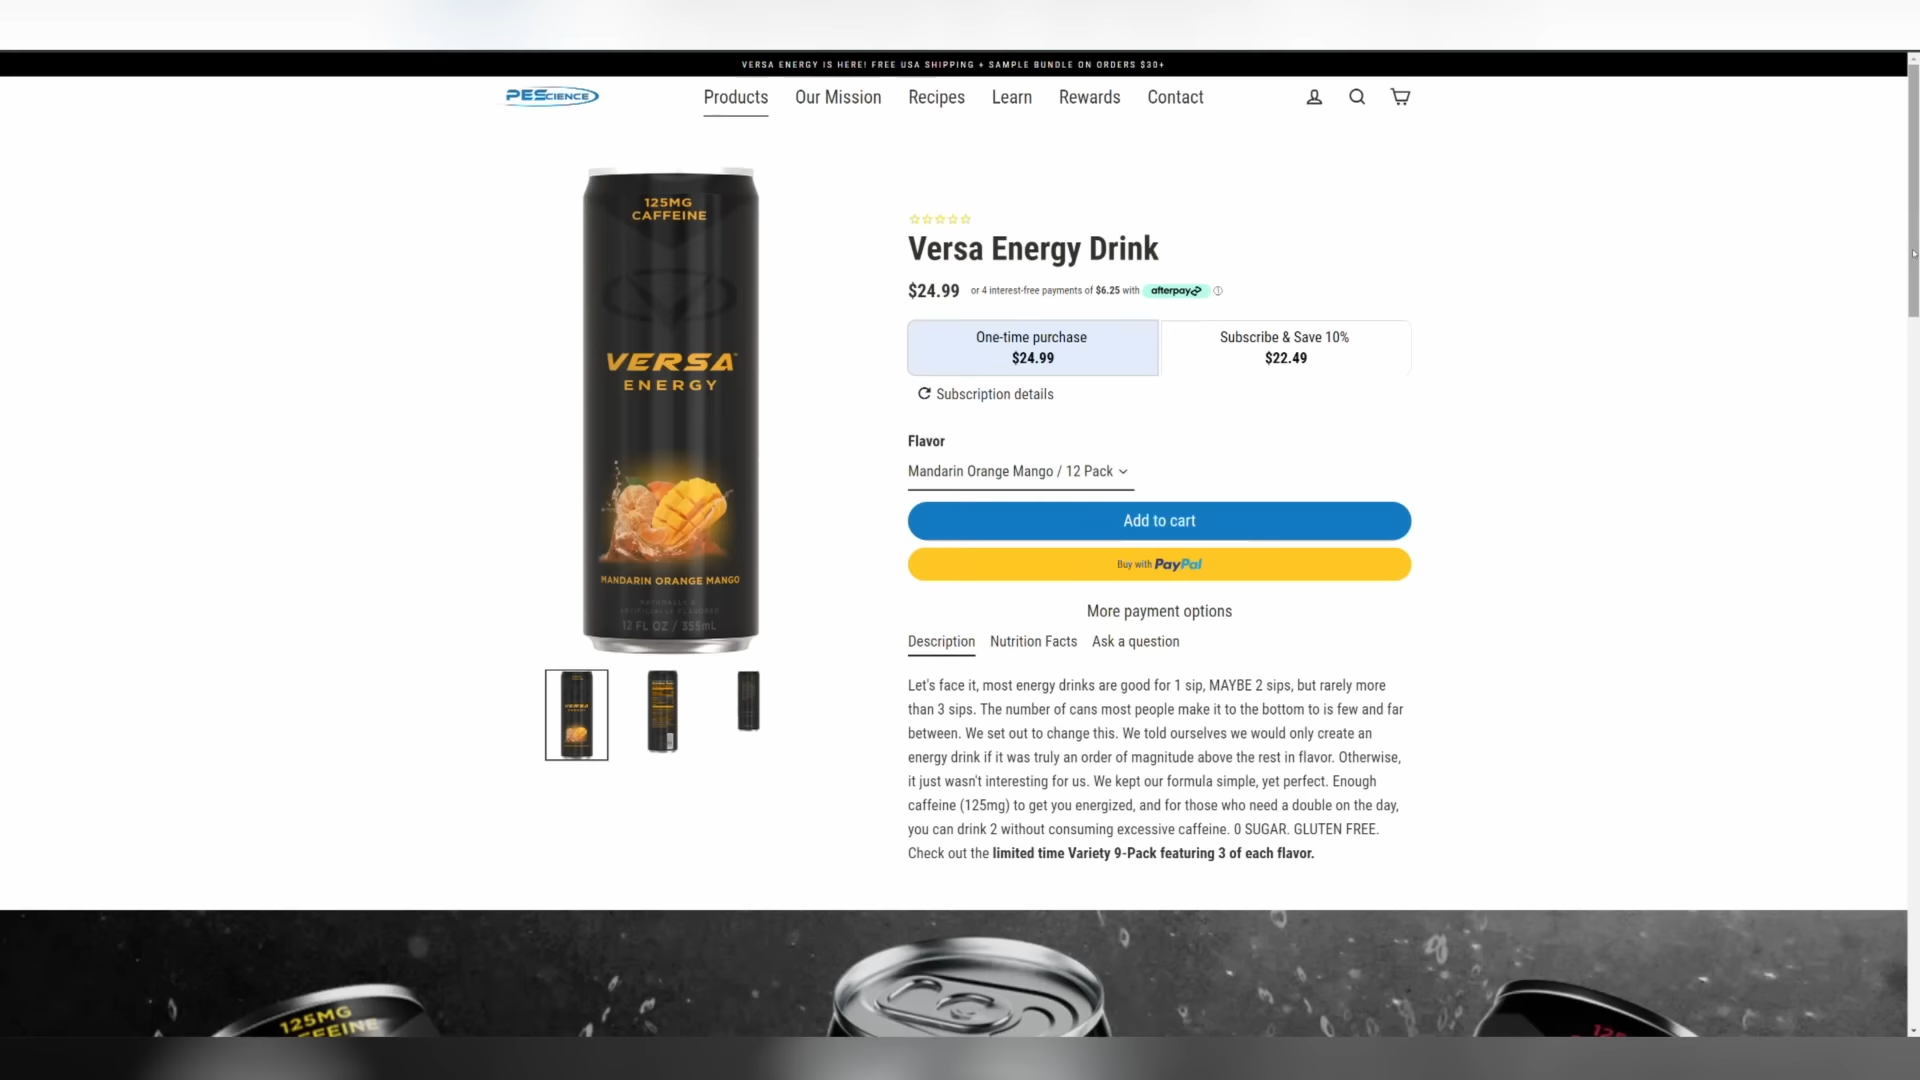 VERSA ENERGY IS HERE! FREE USA SHIPPING + SAMPLE BUNDLE ON ORDERS $30+
PESCIENCE
Products
Our Mission
Recipes
Learn
Rewards
Contact
125MG
CAFFEINE
VERSA
ENERGY
MANDARIN ORANGE MANGO
NATURALLY &
ARTIFICIALLY FLAVORED
12 FL OZ / 355mL
Versa Energy Drink
$24.99 or 4 interest-free payments of $6.25 with afterpay
One-time purchase
$24.99
Subscribe & Save 10%
$22.49
Subscription details
Flavor
Mandarin Orange Mango / 12 Pack
Add to cart
Buy with PayPal
More payment options
Description
Nutrition Facts
Ask a question
Let's face it, most energy drinks are good for 1 sip, MAYBE 2 sips, but rarely more
than 3 sips. The number of cans most people make it to the bottom to is few and far
between. We set out to change this. We told ourselves we would only create an
energy drink if it was truly an order of magnitude above the rest in flavor. Otherwise,
it just wasn't interesting for us. We kept our formula simple, yet perfect. Enough
caffeine (125mg) to get you energized, and for those who need a double on the day,
you can drink 2 without consuming excessive caffeine. 0 SUGAR. GLUTEN FREE.
Check out the limited time Variety 9-Pack featuring 3 of each flavor.
125MG